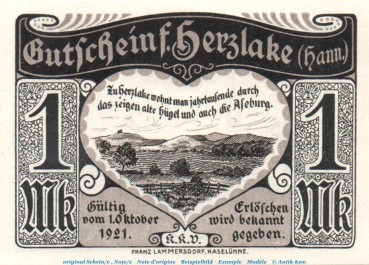 Gutschein f. Herzlake (Hann.)
Zu Herzlake wohnt man jahrtausende durch
das zeigen alte Hügel und auch die Aseburg.
1 Mk
1 Mk
Gültig
vom 1. Oktober
1921.
K.K.V.
Erlöschen
wird bekannt
gegeben.
FRANZ LAMMERSDORF, HASELÜNNE.
original Schein/e , Note/s Note d'origine Beispielbild Example Modèle © Antik-kam